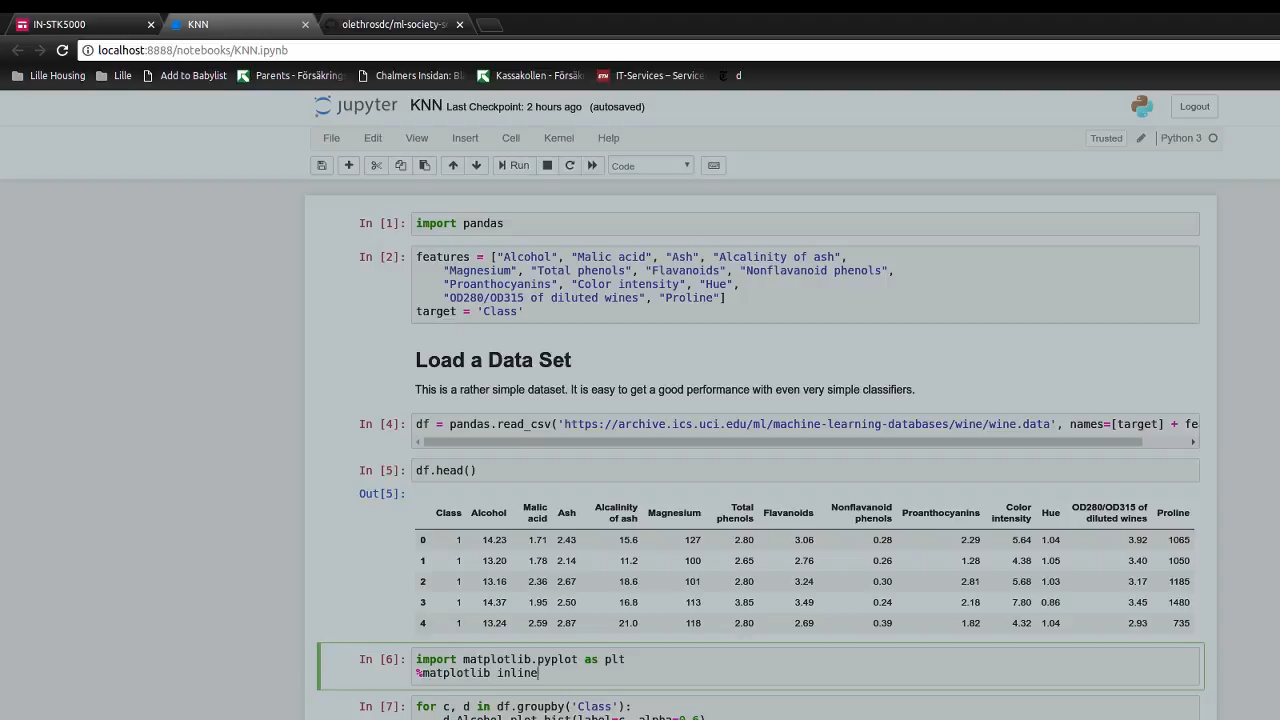 IN-STK5000
KNN
olethrosdc/ml-society-s
localhost:8888/notebooks/KNN.ipynb
Lille Housing
Lille
Add to Babylist
Parents - Försäkring
Chalmers Insidan:
Kassakollen - Försäk
IT-Services – Service
d
jupyter KNN Last Checkpoint: 2 hours ago (autosaved)
Logout
File Edit View Insert Cell Kernel Help
Trusted
Python 3
Run
Code
In [1]: import pandas
In [2]: features = ["Alcohol", "Malic acid", "Ash", "Alcalinity of ash",
"Magnesium", "Total phenols", "Flavanoids", "Nonflavanoid phenols",
"Proanthocyanins", "Color intensity", "Hue",
"OD280/OD315 of diluted wines", "Proline"]
target = 'Class'
Load a Data Set
This is a rather simple dataset. It is easy to get a good performance with even very simple classifiers.
In [4]: df = pandas.read_csv('https://archive.ics.uci.edu/ml/machine-learning-databases/wine/wine.data', names=[target] + fe
In [5]: df.head()
Out[5]:
Class Alcohol Malic acid Ash Alcalinity of ash Magnesium Total phenols Flavanoids Nonflavanoid phenols Proanthocyanins Color intensity Hue OD280/OD315 of diluted wines Proline
0 1 14.23 1.71 2.43 15.6 127 2.80 3.06 0.28 2.29 5.64 1.04 3.92 1065
1 1 13.20 1.78 2.14 11.2 100 2.65 2.76 0.26 1.28 4.38 1.05 3.40 1050
2 1 13.16 2.36 2.67 18.6 101 2.80 3.24 0.30 2.81 5.68 1.03 3.17 1185
3 1 14.37 1.95 2.50 16.8 113 3.85 3.49 0.24 2.18 7.80 0.86 3.45 1480
4 1 13.24 2.59 2.87 21.0 118 2.80 2.69 0.39 1.82 4.32 1.04 2.93 735
In [6]: import matplotlib.pyplot as plt
%matplotlib inline
In [7]: for c, d in df.groupby('Class'):
d.Alcohol.plot.hist(label=c, alpha=0.6)